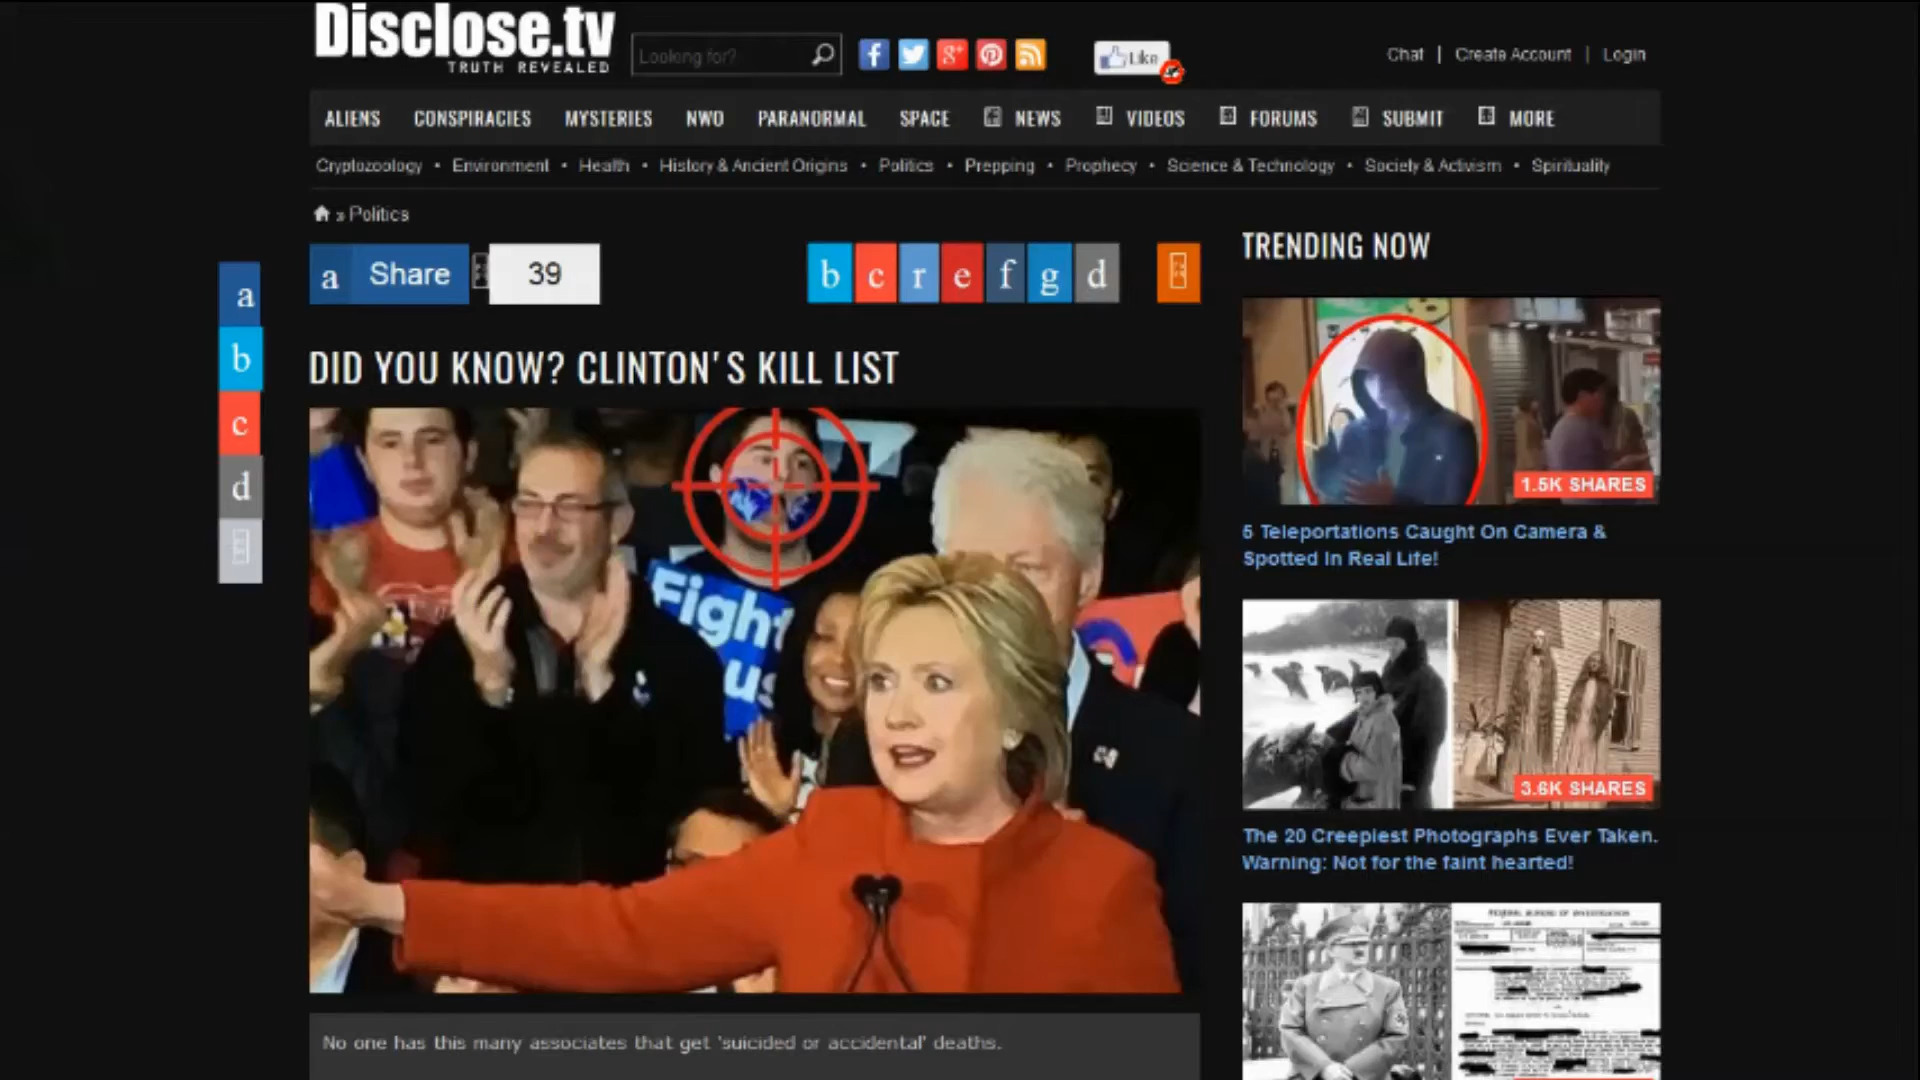 Disclose.tv
TRUTH REVEALED
Looking for?
Like
Chat | Create Account | Login
ALIENS CONSPIRACIES MYSTERIES NWO PARANORMAL SPACE NEWS VIDEOS FORUMS SUBMIT MORE
Cryptozoology • Environment • Health • History & Ancient Origins • Politics • Prepping • Prophecy • Science & Technology • Society & Activism • Spirituality
» Politics
a Share 39
b c r e f g d
a
b
c
d
DID YOU KNOW? CLINTON'S KILL LIST
Fight
us
No one has this many associates that get 'suicided or accidental' deaths.
TRENDING NOW
1.5K SHARES
5 Teleportations Caught On Camera &
Spotted In Real Life!
3.6K SHARES
The 20 Creepiest Photographs Ever Taken.
Warning: Not for the faint hearted!
FEDERAL BUREAU OF INVESTIGATION